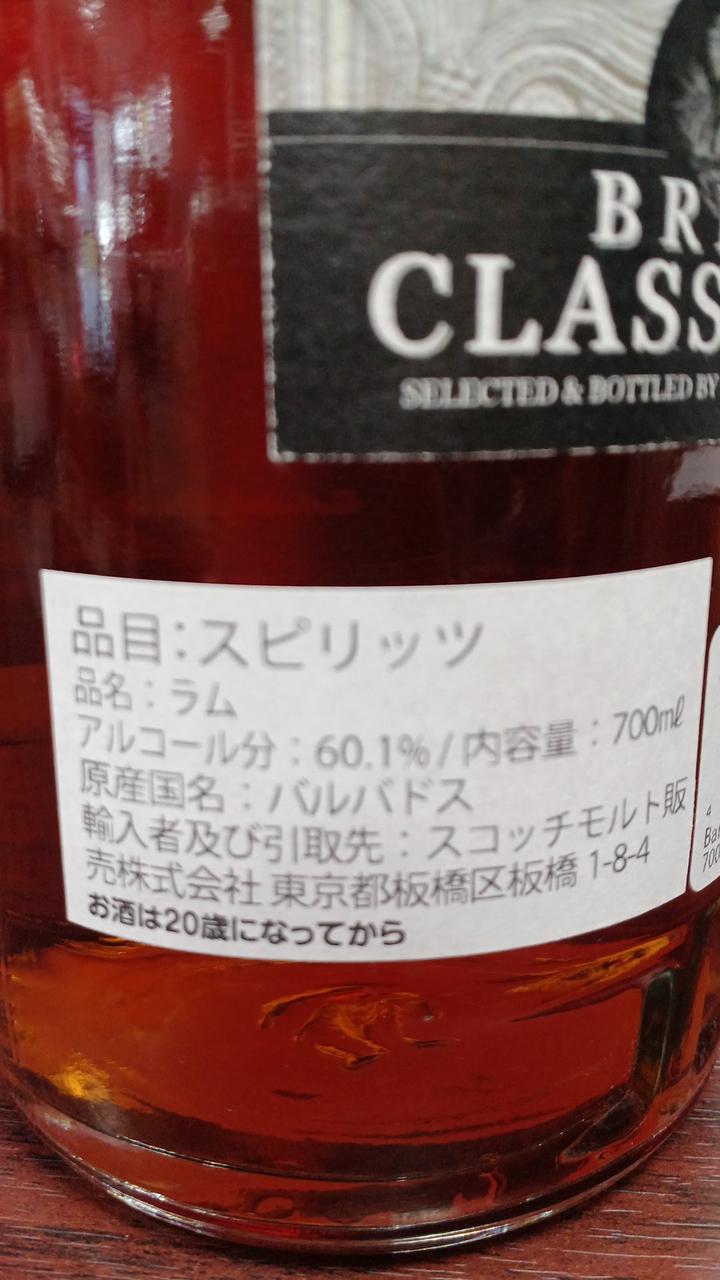 BR
CLASS
SELECTED & BOTTLED BY
品目：スピリッツ
品名：ラム
アルコール分：60.1% / 内容量：700mℓ
原産国名：バルバドス
輸入者及び引取先：スコッチモルト販
売株式会社 東京都板橋区板橋 1-8-4
お酒は20歳になってから
4
Ba
700